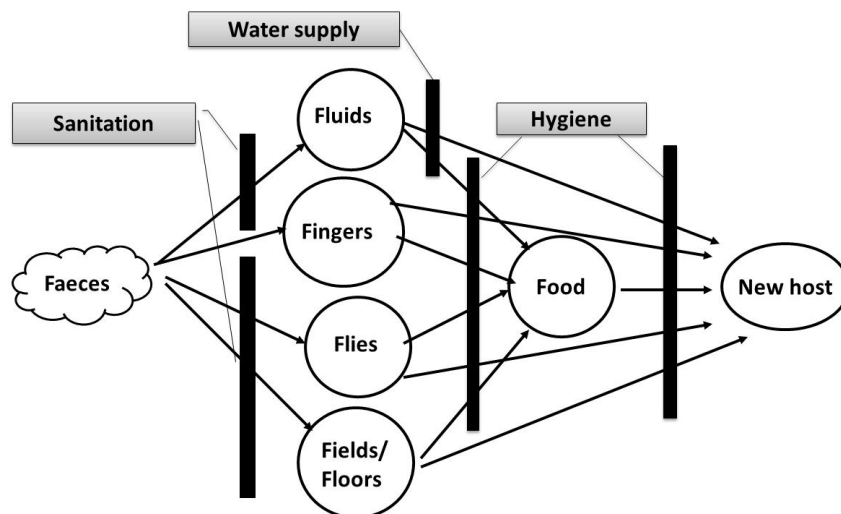 Water supply
Sanitation
Hygiene
Fluids
Fingers
Faeces
Food
New host
Flies
Fields/
Floors